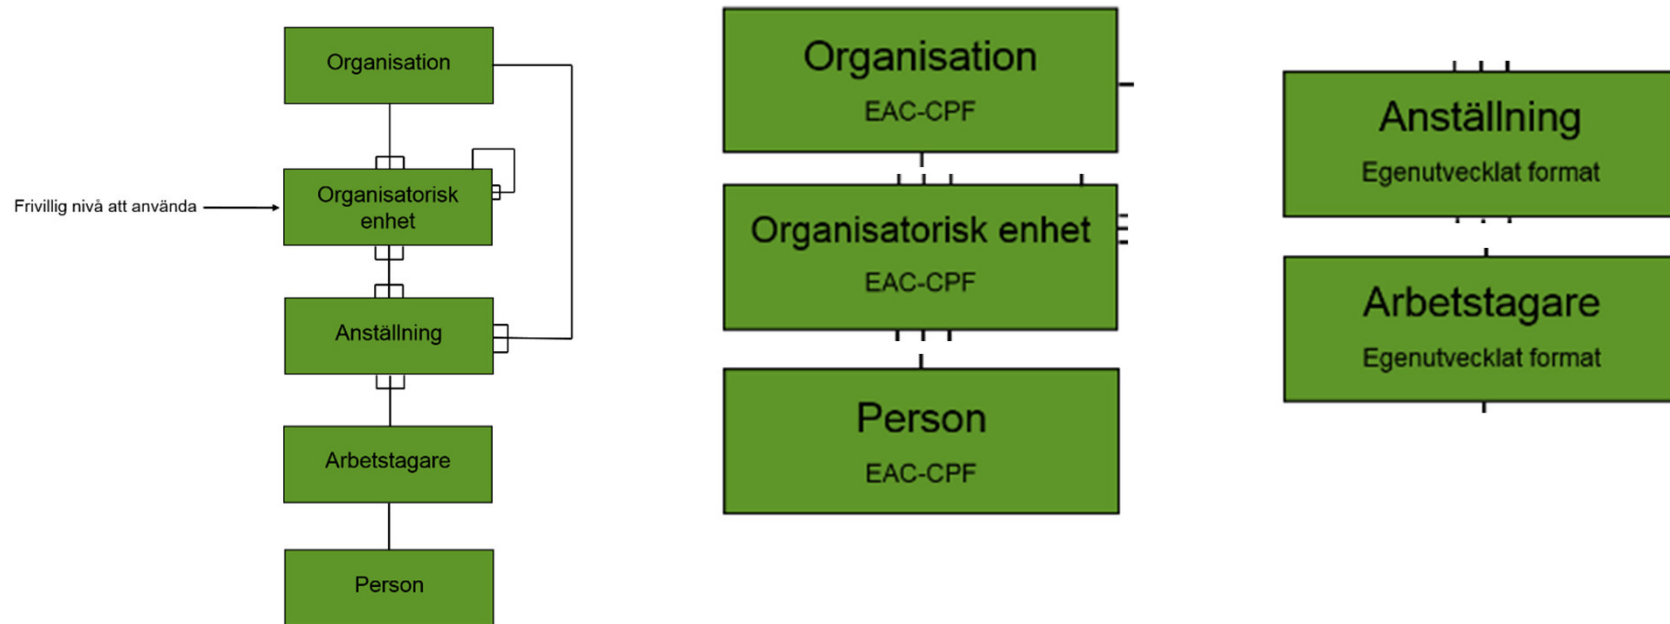 Organisation
Frivillig nivå att använda
Organisatorisk
enhet
Anställning
Arbetstagare
Person
Organisation
EAC-CPF
Organisatorisk enhet
EAC-CPF
Person
EAC-CPF
Anställning
Egenutvecklat format
Arbetstagare
Egenutvecklat format